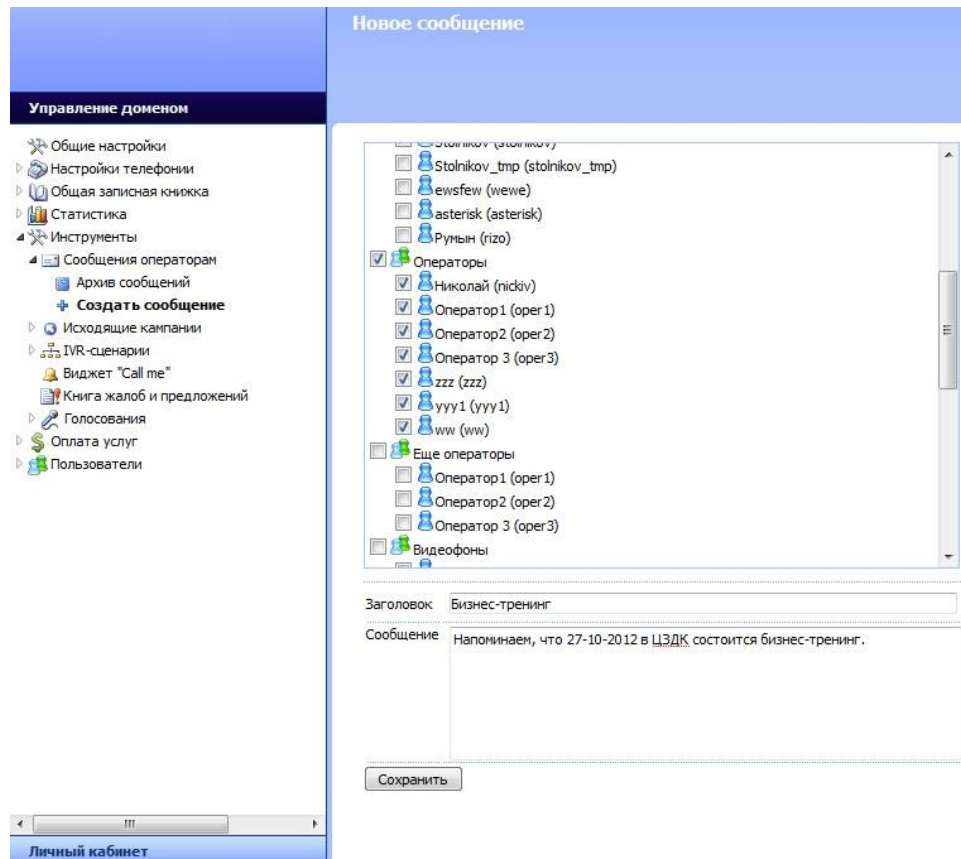 Новое сообщение
Управление доменом
Общие настройки
Настройки телефонии
Общая записная книжка
Статистика
Инструменты
Сообщения операторам
Архив сообщений
Создать сообщение
Исходящие кампании
IVR-сценарии
Виджет "Call me"
Книга жалоб и предложений
Голосования
Оплата услуг
Пользователи
Личный кабинет
Stolnikov (stolnikov)
Stolnikov_tmp (stolnikov_tmp)
ewsfew (wewe)
asterisk (asterisk)
Румын (rizo)
Операторы
Николай (nickiv)
Оператор1 (oper1)
Оператор2 (oper2)
Оператор 3 (oper3)
zzz (zzz)
yyy1 (yyy1)
ww (ww)
Еще операторы
Оператор1 (oper1)
Оператор2 (oper2)
Оператор 3 (oper3)
Видеофоны
Заголовок Бизнес-тренинг
Сообщение Напоминаем, что 27-10-2012 в ЦЗДК состоится бизнес-тренинг.
Сохранить